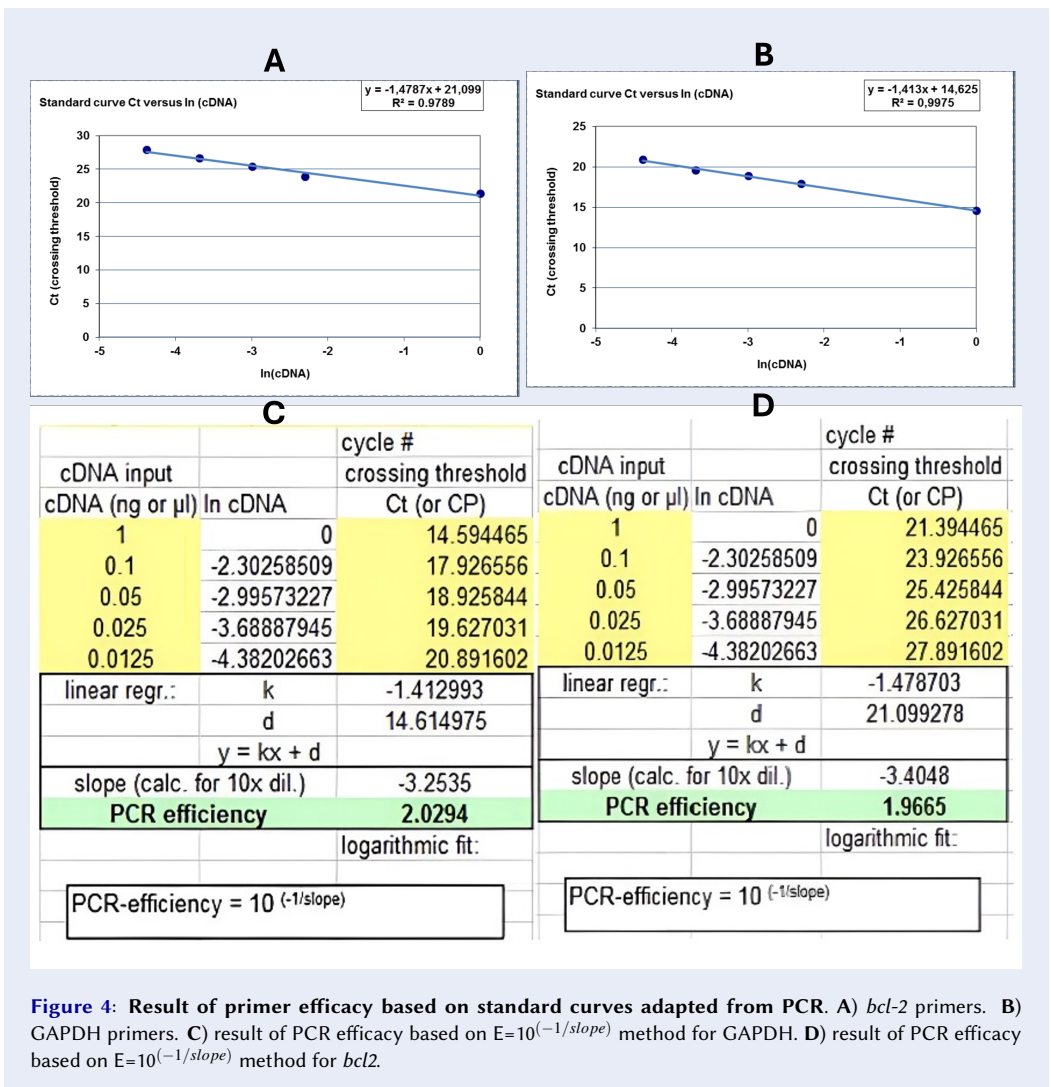 A
Standard curve Ct versus ln (cDNA)
y = -1,4787x + 21,099
R² = 0.9789
30
25
20
15
10
5
0
-5 -4 -3 -2 -1 0
Ct (crossing threshold)
ln(cDNA)
B
Standard curve Ct versus ln (cDNA)
y = -1,413x + 14,625
R² = 0,9975
25
20
15
10
5
0
-5 -4 -3 -2 -1 0
Ct (crossing threshold)
ln(cDNA)
C
cycle #
cDNA input crossing threshold
cDNA (ng or µl) ln cDNA Ct (or CP)
1 0 14.594465
0.1 -2.30258509 17.926556
0.05 -2.99573227 18.925844
0.025 -3.68887945 19.627031
0.0125 -4.38202663 20.891602
linear regr.: k -1.412993
d 14.614975
y = kx + d
slope (calc. for 10x dil.) -3.2535
PCR efficiency 2.0294
logarithmic fit:
PCR-efficiency = 10 (-1/slope)
D
cycle #
cDNA input crossing threshold
cDNA (ng or µl) ln cDNA Ct (or CP)
1 0 21.394465
0.1 -2.30258509 23.926556
0.05 -2.99573227 25.425844
0.025 -3.68887945 26.627031
0.0125 -4.38202663 27.891602
linear regr.: k -1.478703
d 21.099278
y = kx + d
slope (calc. for 10x dil.) -3.4048
PCR efficiency 1.9665
logarithmic fit:
PCR-efficiency = 10 (-1/slope)
Figure 4: Result of primer efficacy based on standard curves adapted from PCR. A) bcl-2 primers. B)
GAPDH primers. C) result of PCR efficacy based on E=10(−1/slope) method for GAPDH. D) result of PCR efficacy
based on E=10(−1/slope) method for bcl2.